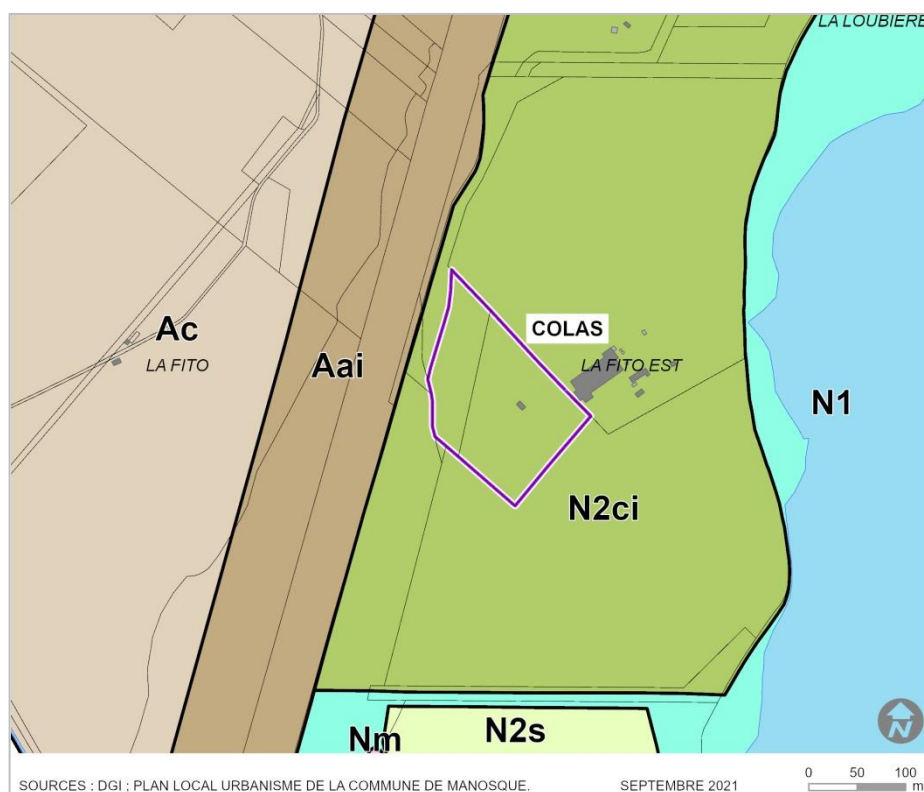 LA LOUBIERE
COLAS
Ac
LA FITO
Aai
LA FITO EST
N1
N2ci
N2s
Nm
N
SOURCES : DGI ; PLAN LOCAL URBANISME DE LA COMMUNE DE MANOSQUE. SEPTEMBRE 2021
0 50 100
m